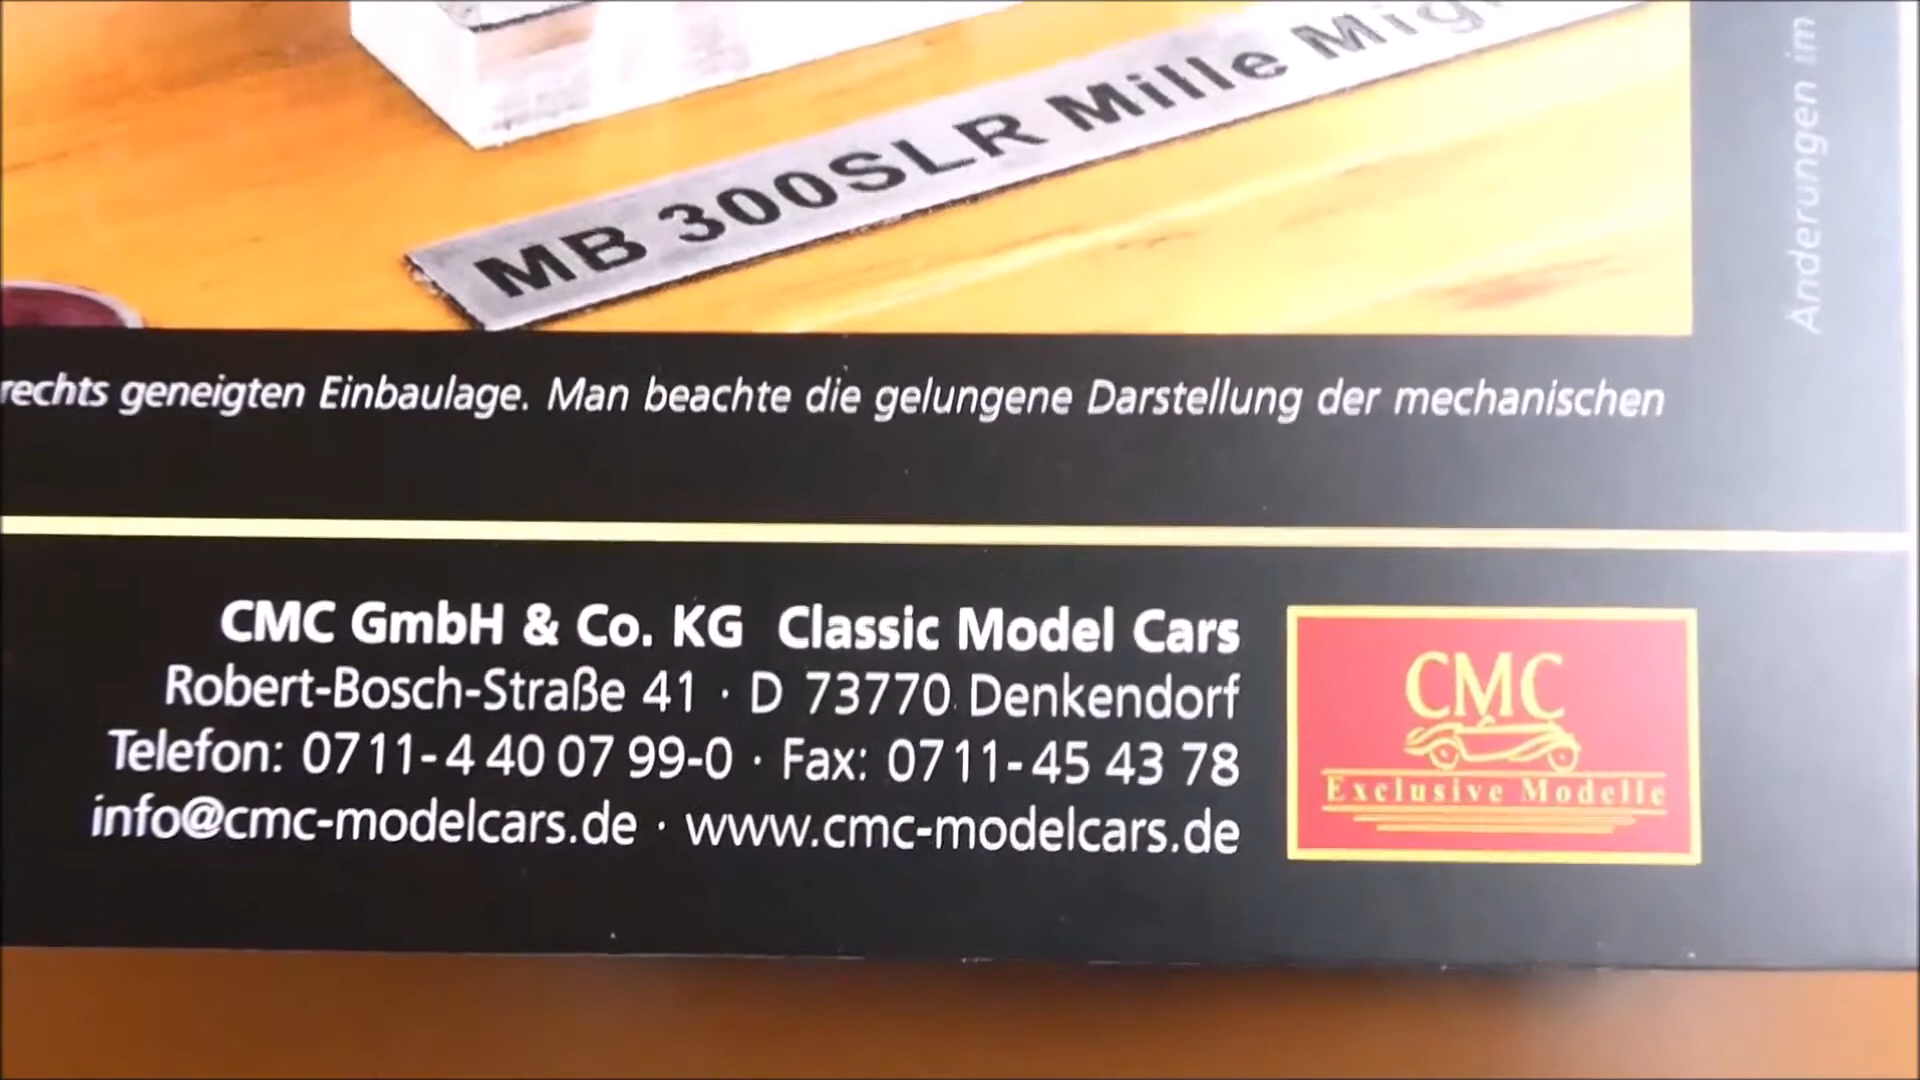 MB 300SLR Mille
Änderungen im
rechts geneigten Einbaulage. Man beachte die gelungene Darstellung der mechanischen
CMC GmbH & Co. KG Classic Model Cars
Robert-Bosch-Straße 41 · D 73770 Denkendorf
Telefon: 0711-4 40 07 99-0 · Fax: 0711-45 43 78
info@cmc-modelcars.de · www.cmc-modelcars.de
CMC
Exclusive Modelle